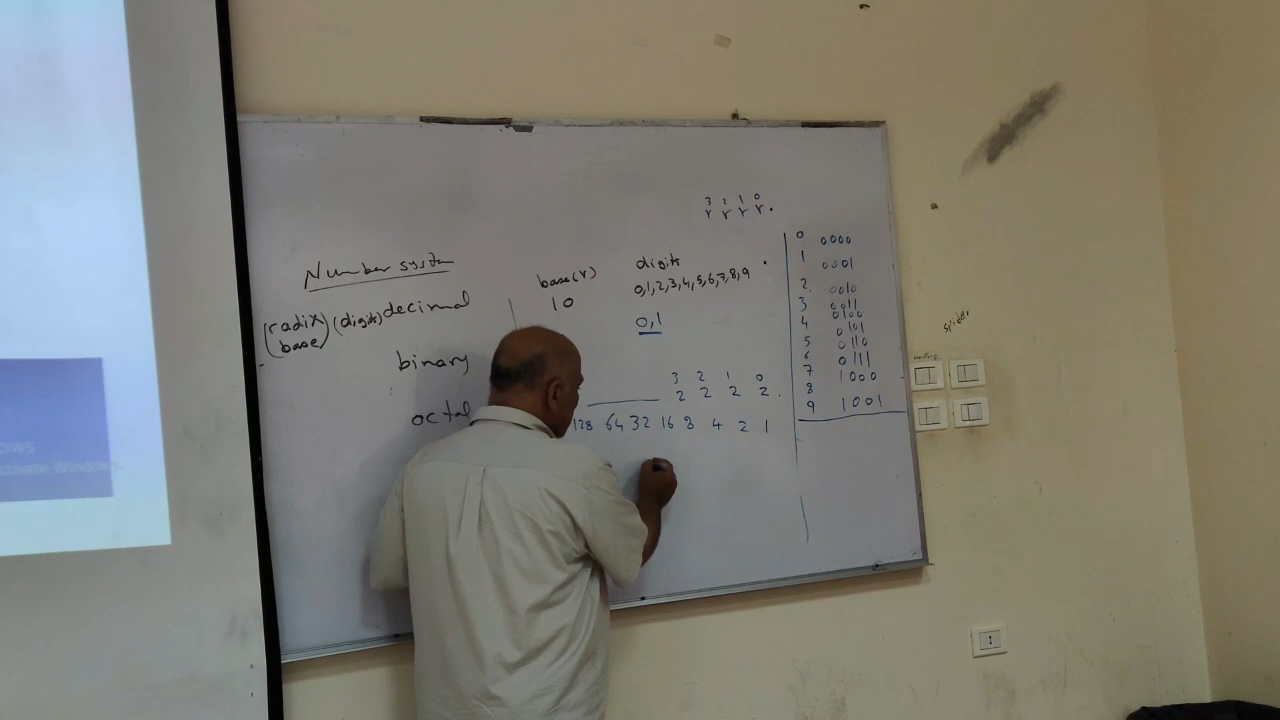 3 2 1 0
r r r r .
Number system
base(r)
digits
(radix base) (digits) decimal
10
0,1,2,3,4,5,6,7,8,9
0,1
binary
3 2 1 0
2 2 2 2 .
octal
128 64 32 16 8 4 2 1
0 0000
1 0001
2 0010
3 0011
4 0100
5 0101
6 0110
7 0111
8 1000
9 1001
ctivate Windows